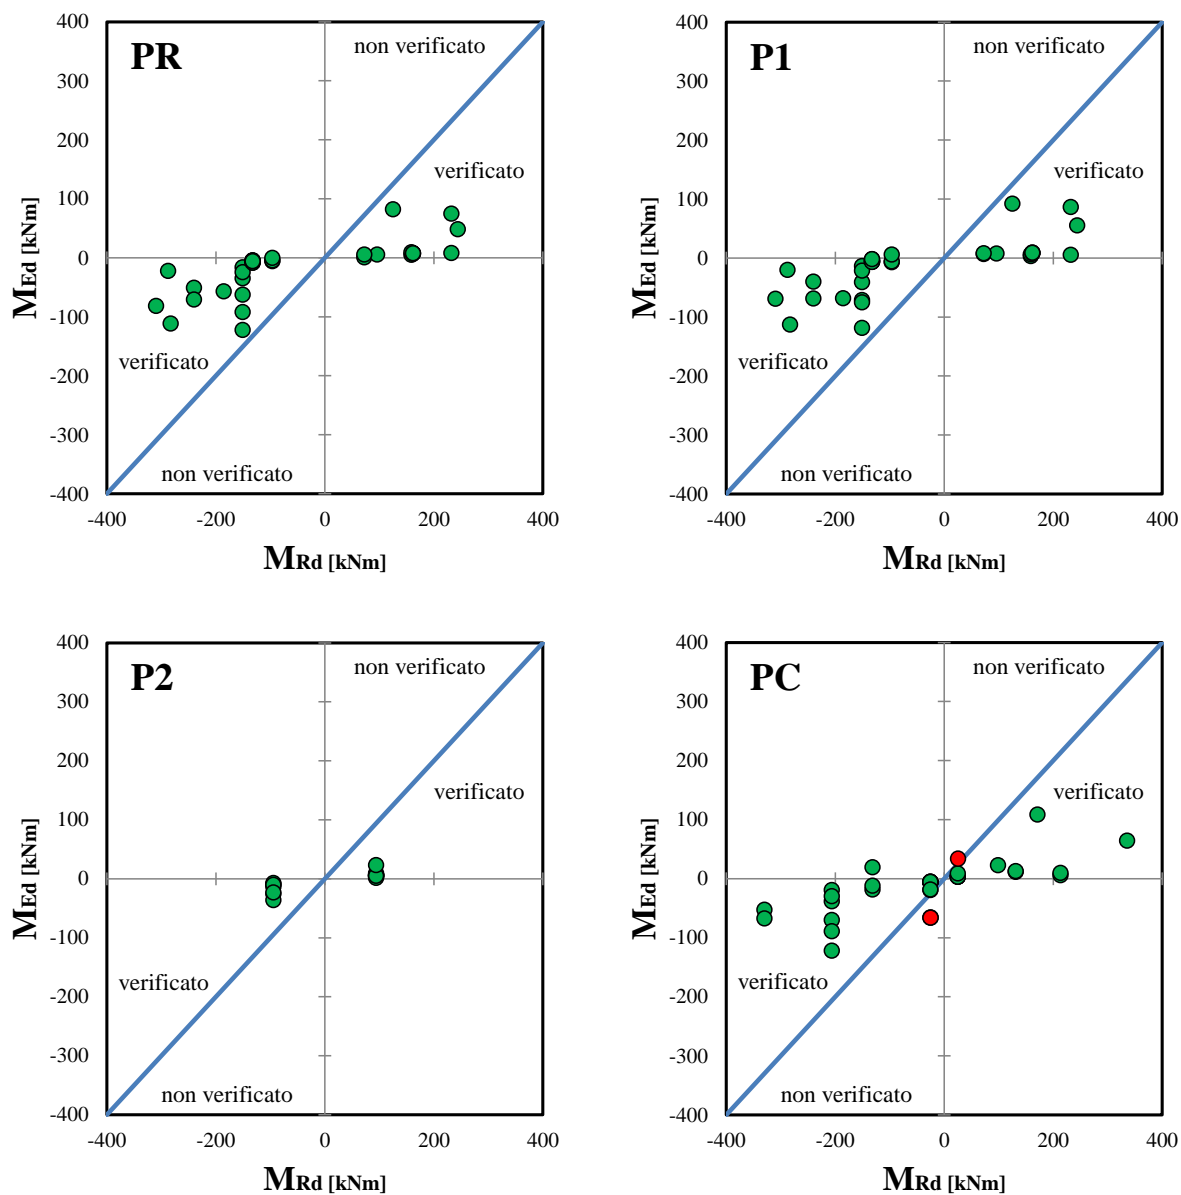 PR
non verificato
verificato
verificato
non verificato
400
300
200
100
0
-100
-200
-300
-400
-400 -200 0 200 400
MEd [kNm]
MRd [kNm]
P1
non verificato
verificato
verificato
non verificato
400
300
200
100
0
-100
-200
-300
-400
-400 -200 0 200 400
MEd [kNm]
MRd [kNm]
P2
non verificato
verificato
verificato
non verificato
400
300
200
100
0
-100
-200
-300
-400
-400 -200 0 200 400
MEd [kNm]
MRd [kNm]
PC
non verificato
verificato
verificato
non verificato
400
300
200
100
0
-100
-200
-300
-400
-400 -200 0 200 400
MEd [kNm]
MRd [kNm]